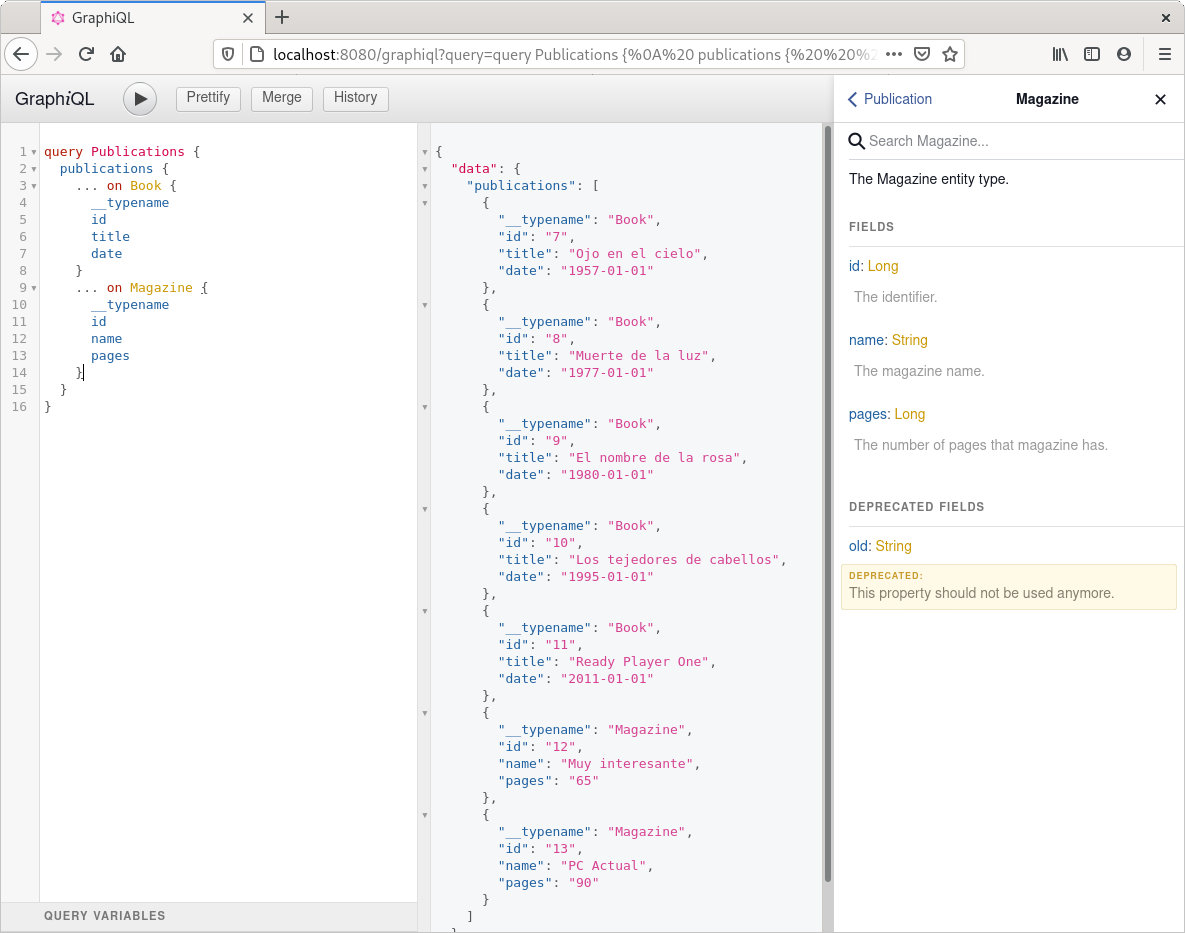 GraphiQL
localhost:8080/graphiql?query=query Publications {%0A%20 publications {%20%20%2
GraphiQL
Prettify
Merge
History
1 query Publications {
2 publications {
3 ... on Book {
4 __typename
5 id
6 title
7 date
8 }
9 ... on Magazine {
10 __typename
11 id
12 name
13 pages
14 }
15 }
16 }
QUERY VARIABLES
{
"data": {
"publications": [
{
"__typename": "Book",
"id": "7",
"title": "Ojo en el cielo",
"date": "1957-01-01"
},
{
"__typename": "Book",
"id": "8",
"title": "Muerte de la luz",
"date": "1977-01-01"
},
{
"__typename": "Book",
"id": "9",
"title": "El nombre de la rosa",
"date": "1980-01-01"
},
{
"__typename": "Book",
"id": "10",
"title": "Los tejedores de cabellos",
"date": "1995-01-01"
},
{
"__typename": "Book",
"id": "11",
"title": "Ready Player One",
"date": "2011-01-01"
},
{
"__typename": "Magazine",
"id": "12",
"name": "Muy interesante",
"pages": "65"
},
{
"__typename": "Magazine",
"id": "13",
"name": "PC Actual",
"pages": "90"
}
]
}
Publication
Magazine
Search Magazine...
The Magazine entity type.
FIELDS
id: Long
The identifier.
name: String
The magazine name.
pages: Long
The number of pages that magazine has.
DEPRECATED FIELDS
old: String
DEPRECATED:
This property should not be used anymore.